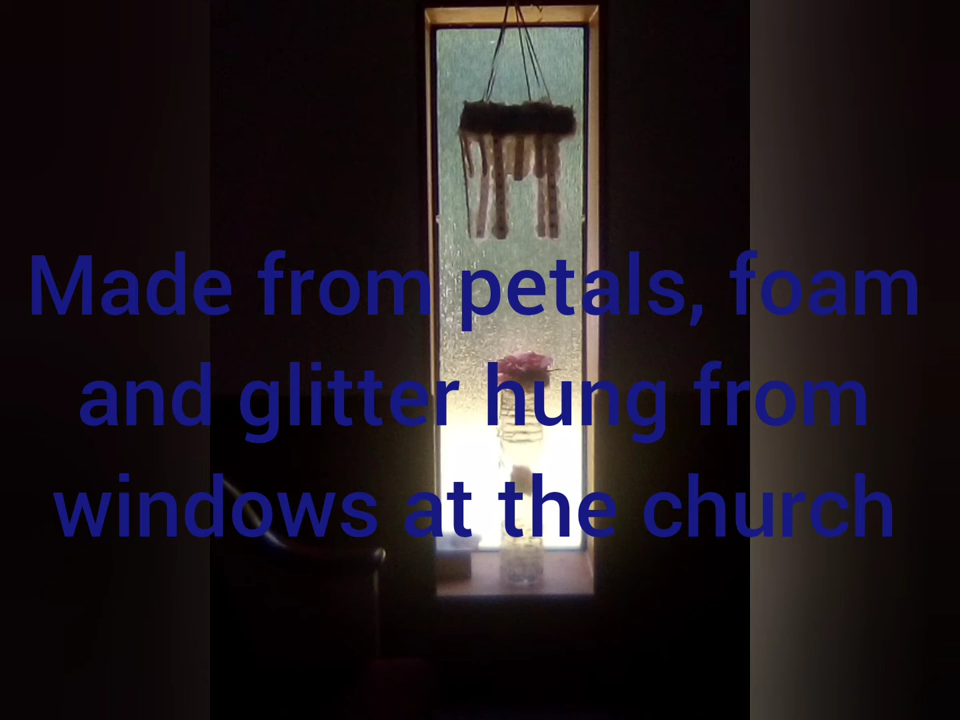 Made from petals, foam
and glitter hung from
windows at the church